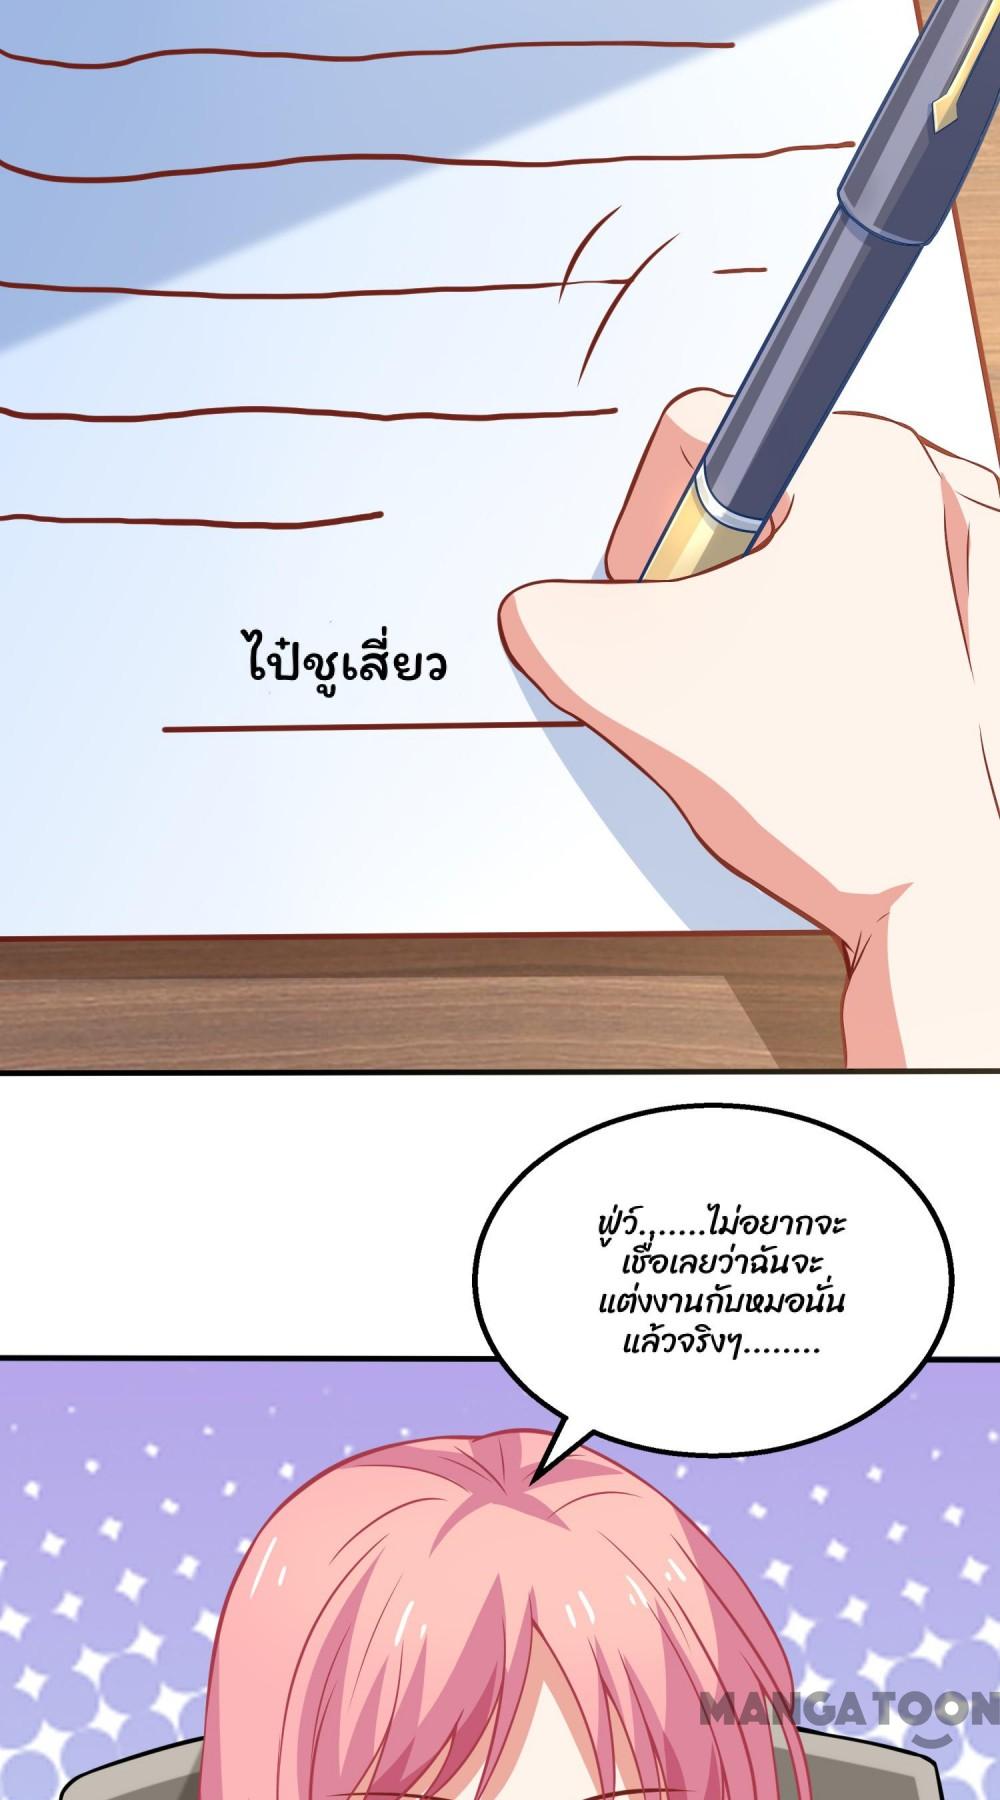 ไป๋ชูเสี่ยว
ฟู่ว์.......ไม่อยากจะ
เชื่อเลยว่าฉันจะ
แต่งงานกับหมอนั่น
แล้วจริงๆ........
MANGATOON